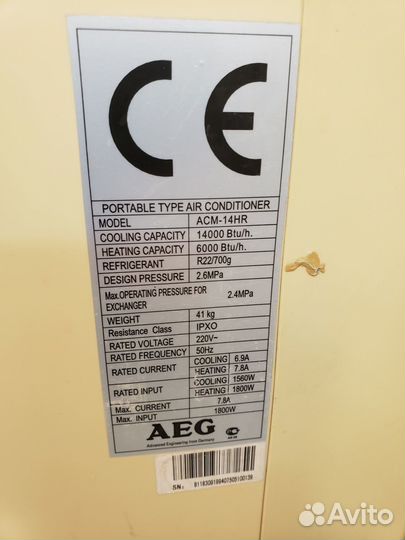 CE
PORTABLE TYPE AIR CONDITIONER
MODEL ACM-14HR
COOLING CAPACITY 14000 Btu/h.
HEATING CAPACITY 6000 Btu/h.
REFRIGERANT R22/700g
DESIGN PRESSURE 2.6MPa
Max.OPERATING PRESSURE FOR EXCHANGER 2.4MPa
WEIGHT 41 kg
Resistance Class IPXO
RATED VOLTAGE 220V~
RATED FREQUENCY 50Hz
RATED CURRENT COOLING 6.9A
HEATING 7.8A
RATED INPUT COOLING 1560W
HEATING 1800W
Max. CURRENT 7.8A
Max. INPUT 1800W
AEG
Advanced Engineering from Germany
SN:
Avito